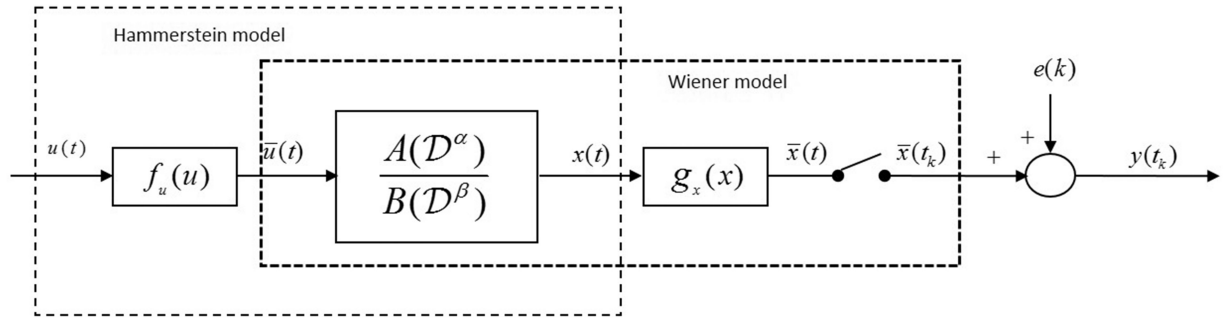 Hammerstein model
Wiener model
e(k)
u(t)
f_u(u)
u̅(t)
A(𝒟^α)
B(𝒟^β)
x(t)
g_x(x)
x̅(t)
x̅(t_k)
+
+
y(t_k)